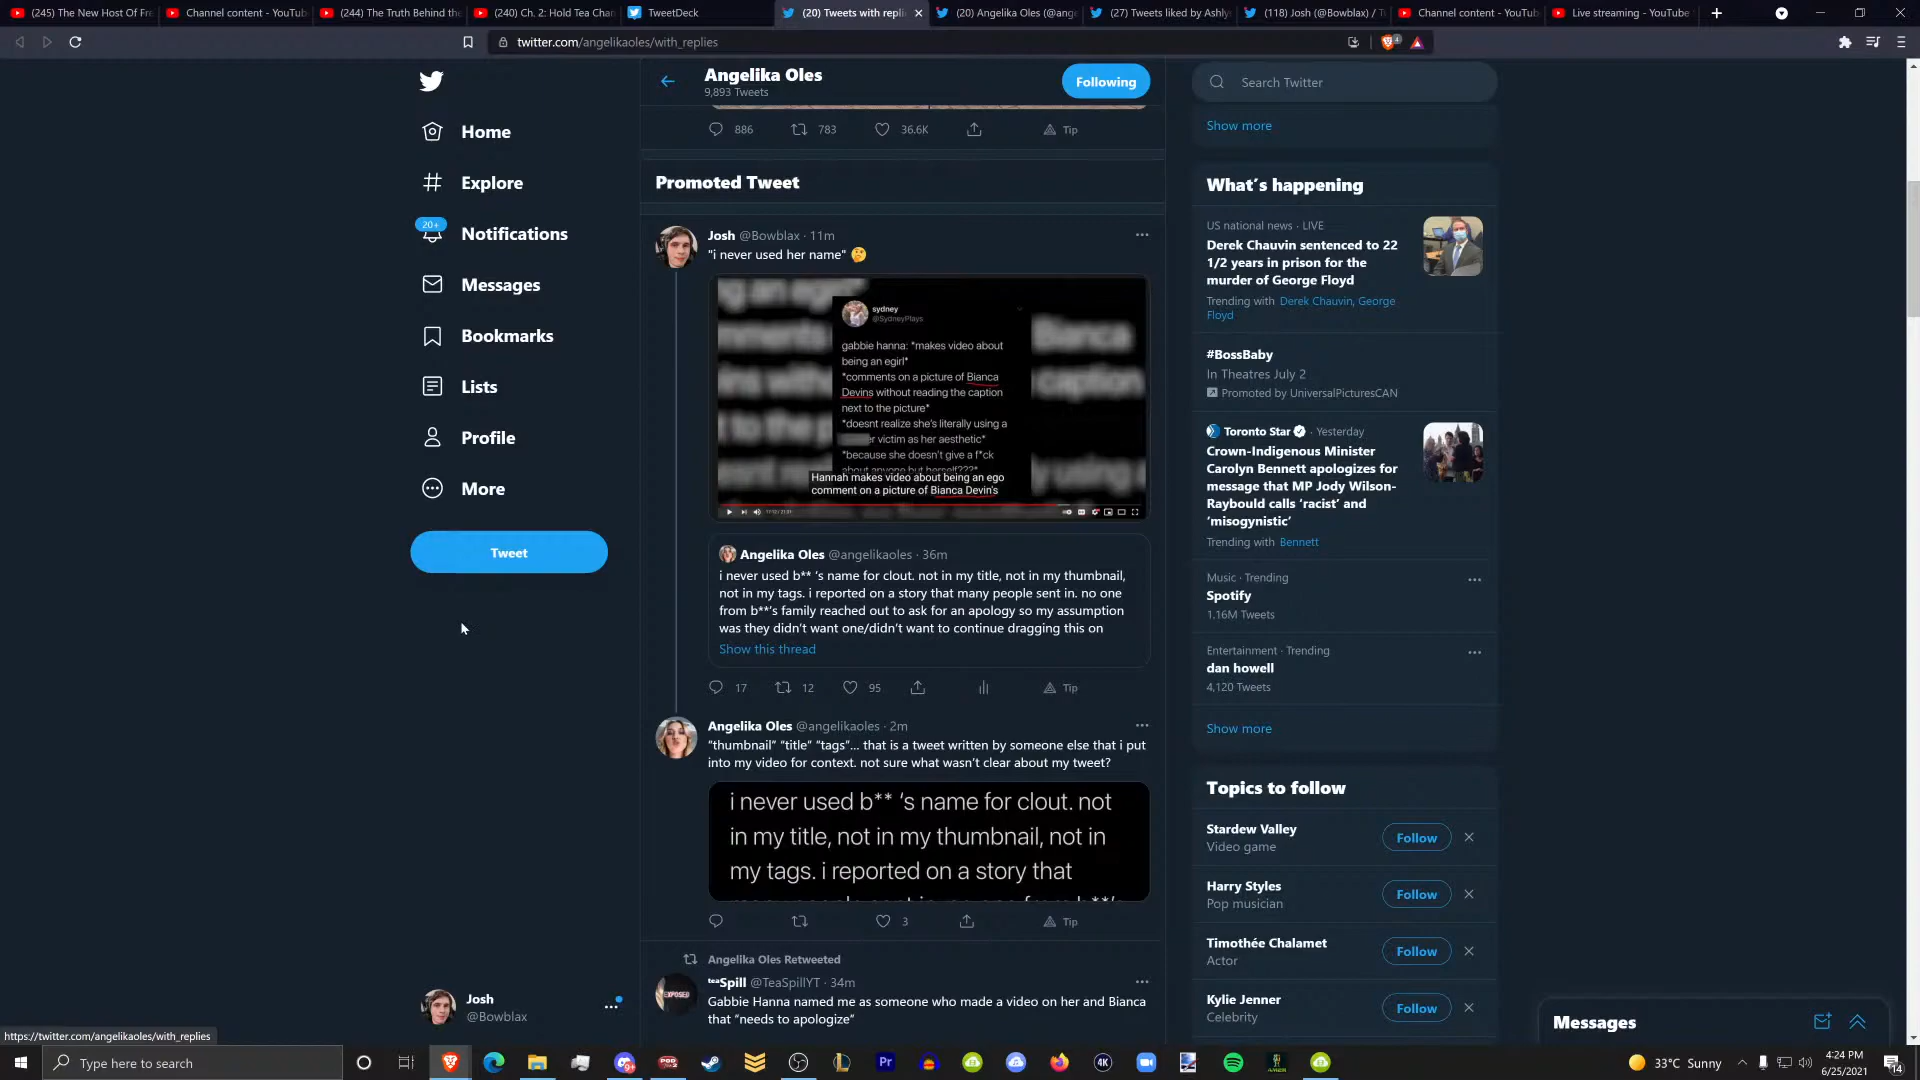 (245) The New Host Of Fr
Channel content - YouTub
(244) The Truth Behind the
(240) Ch. 2: Hold Tea Chan
TweetDeck
(20) Tweets with repli
(20) Angelika Oles (@ange
(27) Tweets liked by Ashly
(118) Josh (@Bowblax) / T
Channel content - YouTub
Live streaming - YouTube
twitter.com/angelikaoles/with_replies
Home
Explore
20+
Notifications
Messages
Bookmarks
Lists
Profile
More
Tweet
Josh
@Bowblax
Angelika Oles
9,893 Tweets
Following
886 783 36.6K Tip
Promoted Tweet
Josh @Bowblax · 11m
"i never used her name" 🤔
sydney
@SydneyPlays
gabbie hanna: *makes video about
being an egirl*
*comments on a picture of Bianca
Devins without reading the caption
next to the picture*
*doesnt realize she's literally using a
r victim as her aesthetic*
*because she doesn't give a f*ck
about anyone but herself???*
Hannah makes video about being an ego
comment on a picture of Bianca Devin's
Angelika Oles @angelikaoles · 36m
i never used b** 's name for clout. not in my title, not in my thumbnail,
not in my tags. i reported on a story that many people sent in. no one
from b**'s family reached out to ask for an apology so my assumption
was they didn't want one/didn't want to continue dragging this on
Show this thread
17 12 95 Tip
Angelika Oles @angelikaoles · 2m
"thumbnail" "title" "tags"... that is a tweet written by someone else that i put
into my video for context. not sure what wasn't clear about my tweet?
i never used b** 's name for clout. not
in my title, not in my thumbnail, not in
my tags. i reported on a story that
many people sent in. no one from b**'s
3 Tip
Angelika Oles Retweeted
teaSpill @TeaSpillYT · 34m
Gabbie Hanna named me as someone who made a video on her and Bianca
that "needs to apologize"
Search Twitter
Show more
What's happening
US national news · LIVE
Derek Chauvin sentenced to 22
1/2 years in prison for the
murder of George Floyd
Trending with Derek Chauvin, George
Floyd
#BossBaby
In Theatres July 2
Promoted by UniversalPicturesCAN
Toronto Star · Yesterday
Crown-Indigenous Minister
Carolyn Bennett apologizes for
message that MP Jody Wilson-
Raybould calls 'racist' and
'misogynistic'
Trending with Bennett
Music · Trending
Spotify
1.16M Tweets
Entertainment · Trending
dan howell
4,120 Tweets
Show more
Topics to follow
Stardew Valley
Video game
Follow
Harry Styles
Pop musician
Follow
Timothée Chalamet
Actor
Follow
Kylie Jenner
Celebrity
Follow
Messages
https://twitter.com/angelikaoles/with_replies
Type here to search
33°C Sunny
4:24 PM
6/25/2021
14